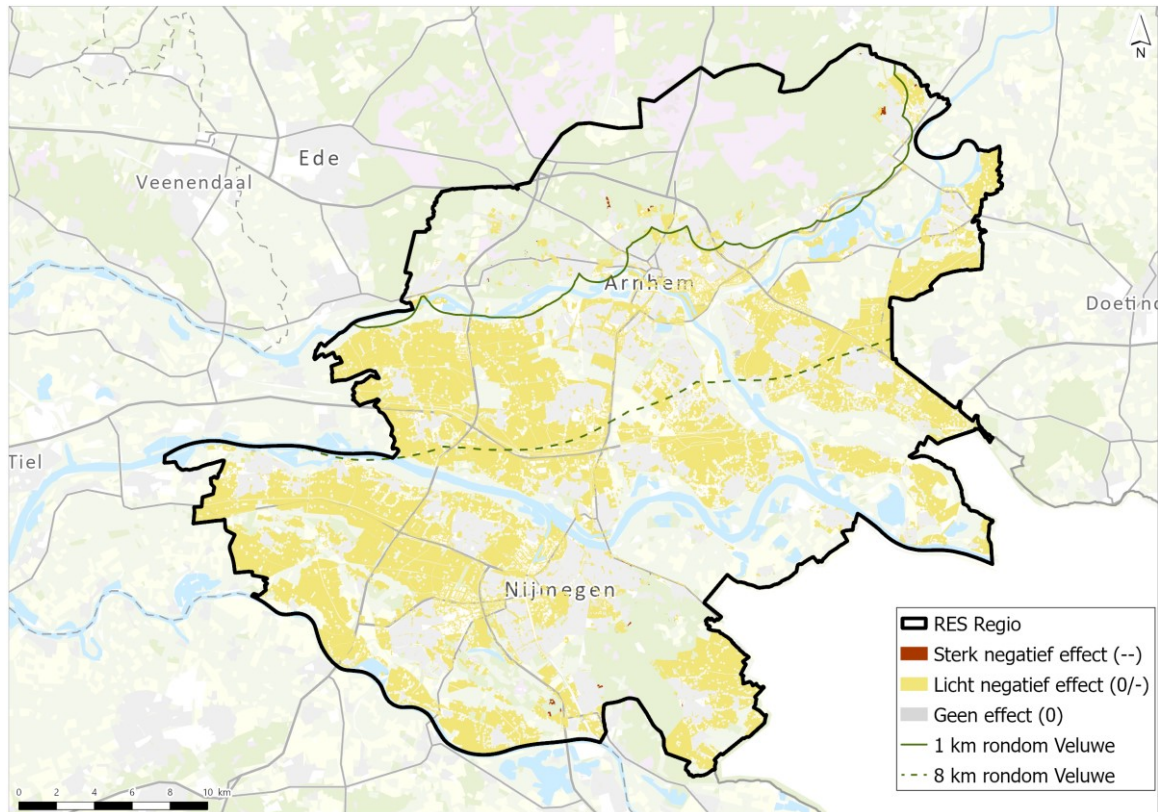 N
Ede
Veenendaal
Arnhem
Doetinc
Tiel
Nijmegen
RES Regio
Sterk negatief effect (--)
Licht negatief effect (0/-)
Geen effect (0)
1 km rondom Veluwe
8 km rondom Veluwe
0 2 4 6 8 10 km